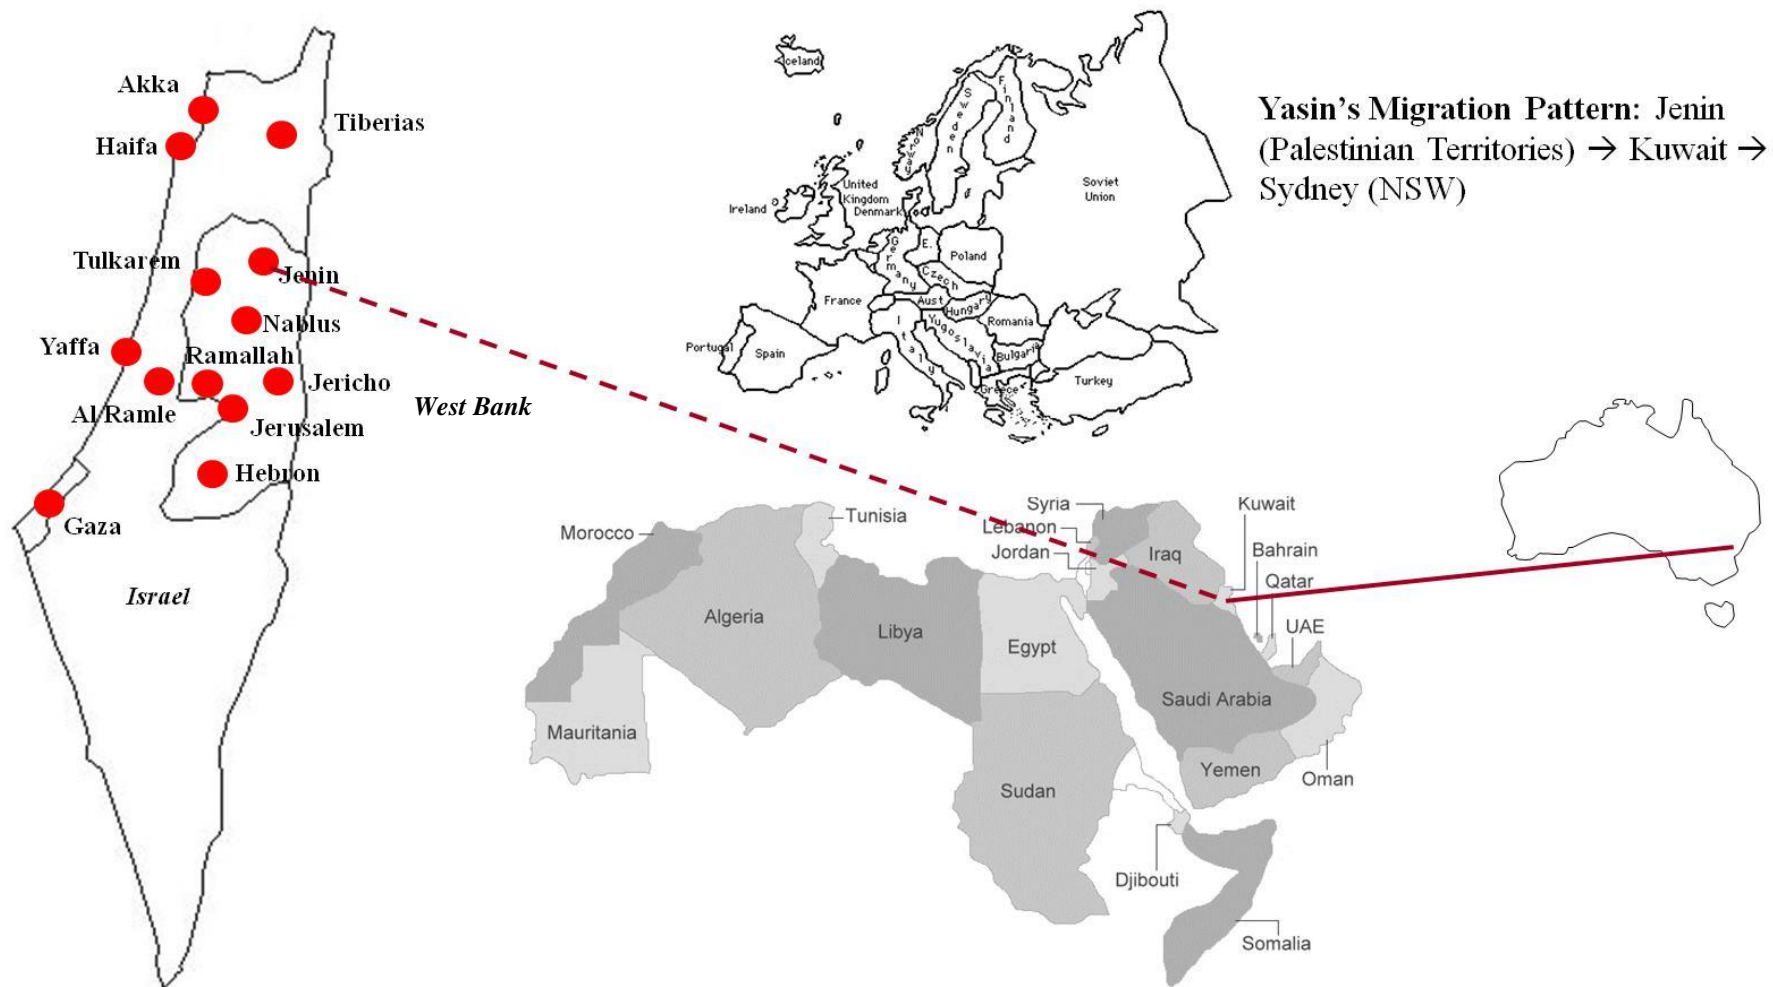 Yasin’s Migration Pattern: Jenin
(Palestinian Territories) → Kuwait →
Sydney (NSW)
Akka
Tiberias
Haifa
Tulkarem
Jenin
Nablus
Yaffa
Ramallah
Jericho
Al Ramle
Jerusalem
West Bank
Hebron
Gaza
Israel
Iceland
Sweden
Finland
Norway
United
Kingdom
Denmark
Ireland
Soviet
Union
Germany
E.
Poland
Czech
France
Aust
Hungary
Romania
Italy
Yugoslavia
Bulgaria
Portugal
Spain
Greece
Turkey
Morocco
Tunisia
Syria
Lebanon
Jordan
Iraq
Kuwait
Bahrain
Qatar
UAE
Algeria
Libya
Egypt
Saudi Arabia
Mauritania
Sudan
Yemen
Oman
Djibouti
Somalia